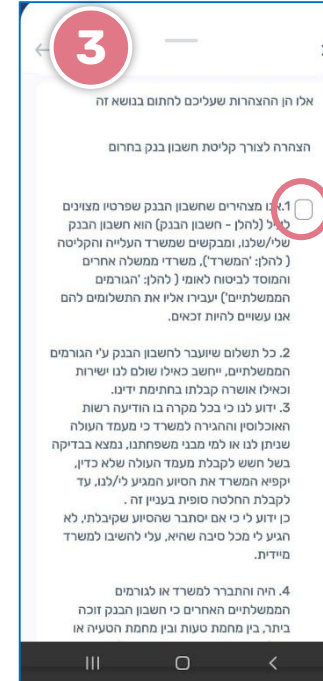 3
אלו הן ההצהרות שעליכם לחתום בנושא זה
הצהרה לצורך קליטת חשבון בנק בחרום
1.אנו מצהירים שחשבון הבנק שפרטיו מצוינים
לעיל (להלן - חשבון הבנק) הוא חשבון הבנק
שלי/שלנו, ומבקשים שמשרד העלייה והקליטה
( להלן: 'המשרד'), משרדי ממשלה אחרים
והמוסד לביטוח לאומי ( להלן: 'הגורמים
הממשלתיים') יעבירו אליו את התשלומים להם
אנו עשויים להיות זכאים.
2. כל תשלום שיועבר לחשבון הבנק ע'י הגורמים
הממשלתיים, ייחשב כאילו שולם לנו ישירות
וכאילו אושרה קבלתו בחתימת ידינו.
3. ידוע לנו כי בכל מקרה בו הודיעה רשות
האוכלוסין וההגירה למשרד כי מעמד העולה
שניתן לנו או למי מבני משפחתנו, נמצא בבדיקה
בשל חשש לקבלת מעמד העולה שלא כדין,
יקפיא המשרד את הסיוע המגיע לי/לנו, עד
לקבלת החלטה סופית בעניין זה .
כן ידוע לי כי אם יסתבר שהסיוע שקיבלתי, לא
הגיע לי מכל סיבה שהיא, עלי להשיבו למשרד
מיידית.
4. היה והתברר למשרד או לגורמים
הממשלתיים האחרים כי חשבון הבנק זוכה
ביתר, בין מחמת טעות ובין מחמת הטעיה או